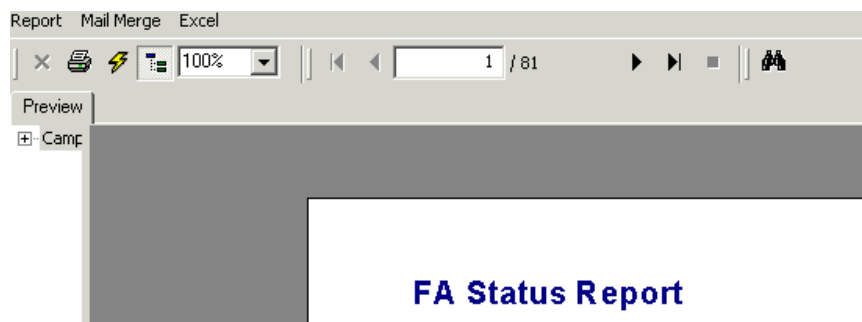 Report Mail Merge Excel
100% 1 / 81
Preview
Camp
FA Status Report